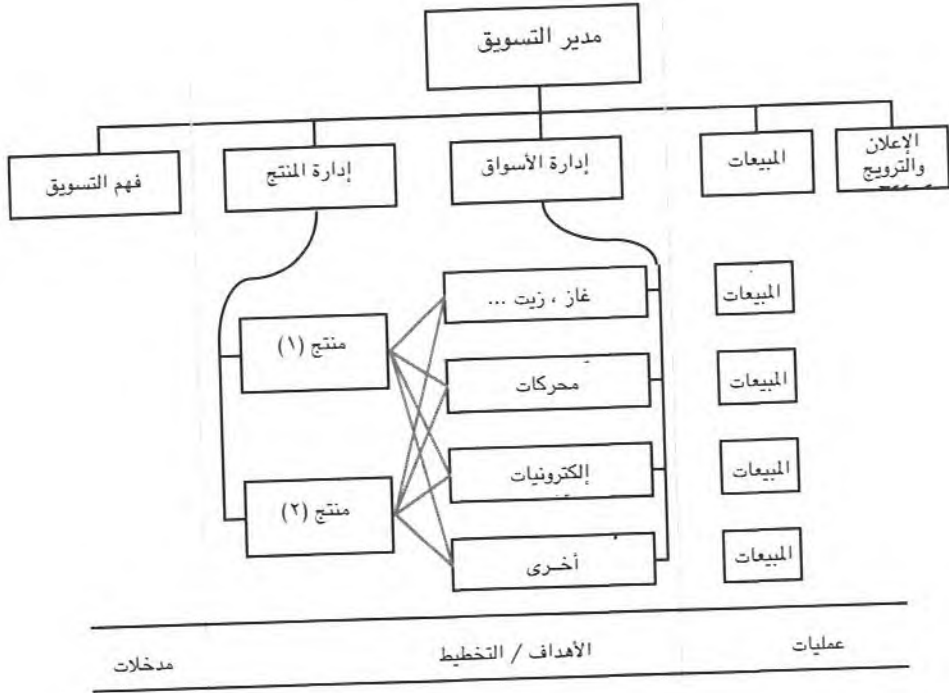 مدير التسويق
الإعلان
والترويج
المبيعات
إدارة الأسواق
إدارة المنتج
فهم التسويق
غاز ، زيت ...
المبيعات
منتج (١)
محركات
المبيعات
إلكترونيات
المبيعات
منتج (٢)
أخـرى
المبيعات
عمليات
الأهداف / التخطيط
مدخلات